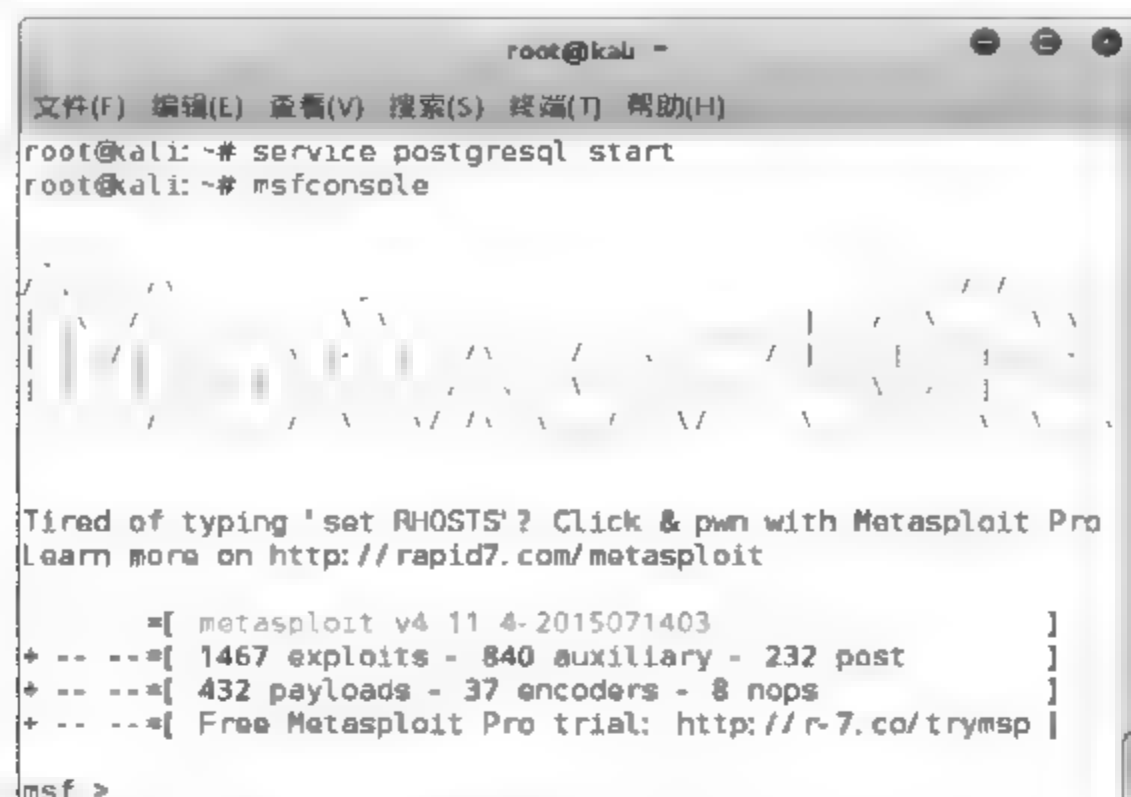 root@kali: ~
文件(F) 编辑(E) 查看(V) 搜索(S) 终端(T) 帮助(H)
root@kali:~# service postgresql start
root@kali:~# msfconsole
Tired of typing 'set RHOSTS'? Click & pwn with Metasploit Pro
Learn more on http://rapid7.com/metasploit
=[ metasploit v4.11.4-2015071403 ]
+ -- --=[ 1467 exploits - 840 auxiliary - 232 post ]
+ -- --=[ 432 payloads - 37 encoders - 8 nops ]
+ -- --=[ Free Metasploit Pro trial: http://r-7.co/trymsp ]
msf >